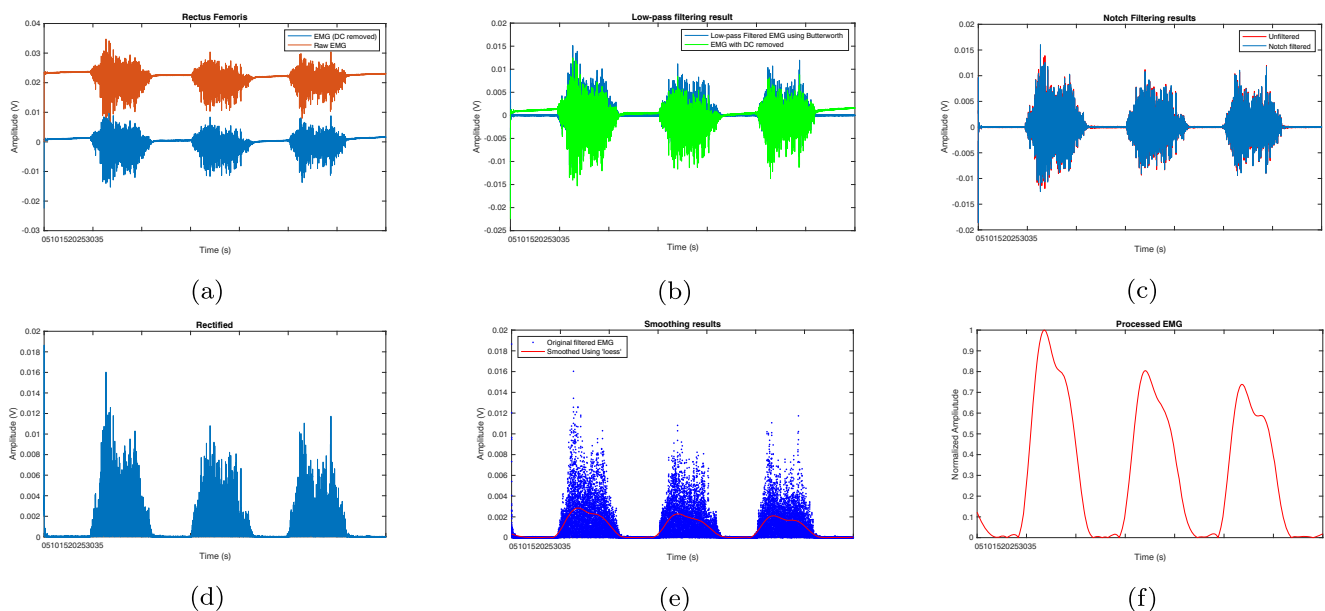 Rectus Femoris
0.04
0.03
0.02
0.01
0
-0.01
-0.02
-0.03
Amplitude (V)
EMG (DC removed)
Raw EMG
05101520253035
Time (s)
(a)
Low-pass filtering result
0.02
0.015
0.01
0.005
0
-0.005
-0.01
-0.015
-0.02
-0.025
Amplitude (V)
Low-pass Filtered EMG using Butterworth
EMG with DC removed
05101520253035
Time (s)
(b)
Notch Filtering results
0.02
0.015
0.01
0.005
0
-0.005
-0.01
-0.015
-0.02
Amplitude (V)
Unfiltered
Notch filtered
05101520253035
Time (s)
(c)
Rectified
0.02
0.018
0.016
0.014
0.012
0.01
0.008
0.006
0.004
0.002
0
Amplitude (V)
05101520253035
Time (s)
(d)
Smoothing results
0.02
0.018
0.016
0.014
0.012
0.01
0.008
0.006
0.004
0.002
0
Amplitude (V)
Original filtered EMG
Smoothed Using 'loess'
05101520253035
Time (s)
(e)
Processed EMG
1
0.9
0.8
0.7
0.6
0.5
0.4
0.3
0.2
0.1
0
Normalized Ampliutude
05101520253035
Time (s)
(f)